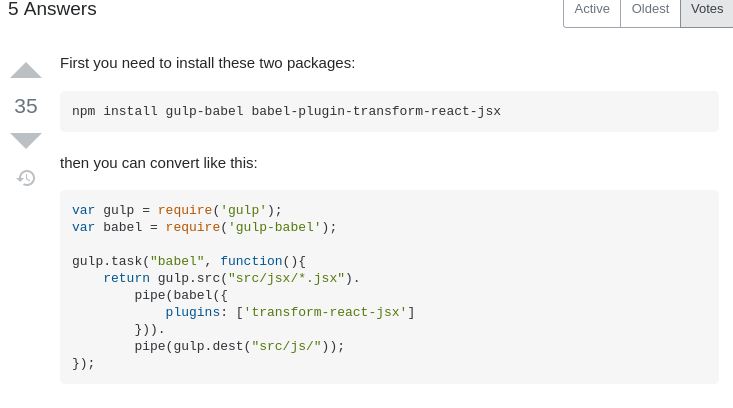 5 Answers
Active Oldest Votes
First you need to install these two packages:
35
npm install gulp-babel babel-plugin-transform-react-jsx
then you can convert like this:
var gulp = require('gulp');
var babel = require('gulp-babel');
gulp.task("babel", function(){
    return gulp.src("src/jsx/*.jsx").
        pipe(babel({
            plugins: ['transform-react-jsx']
        })).
        pipe(gulp.dest("src/js/"));
});